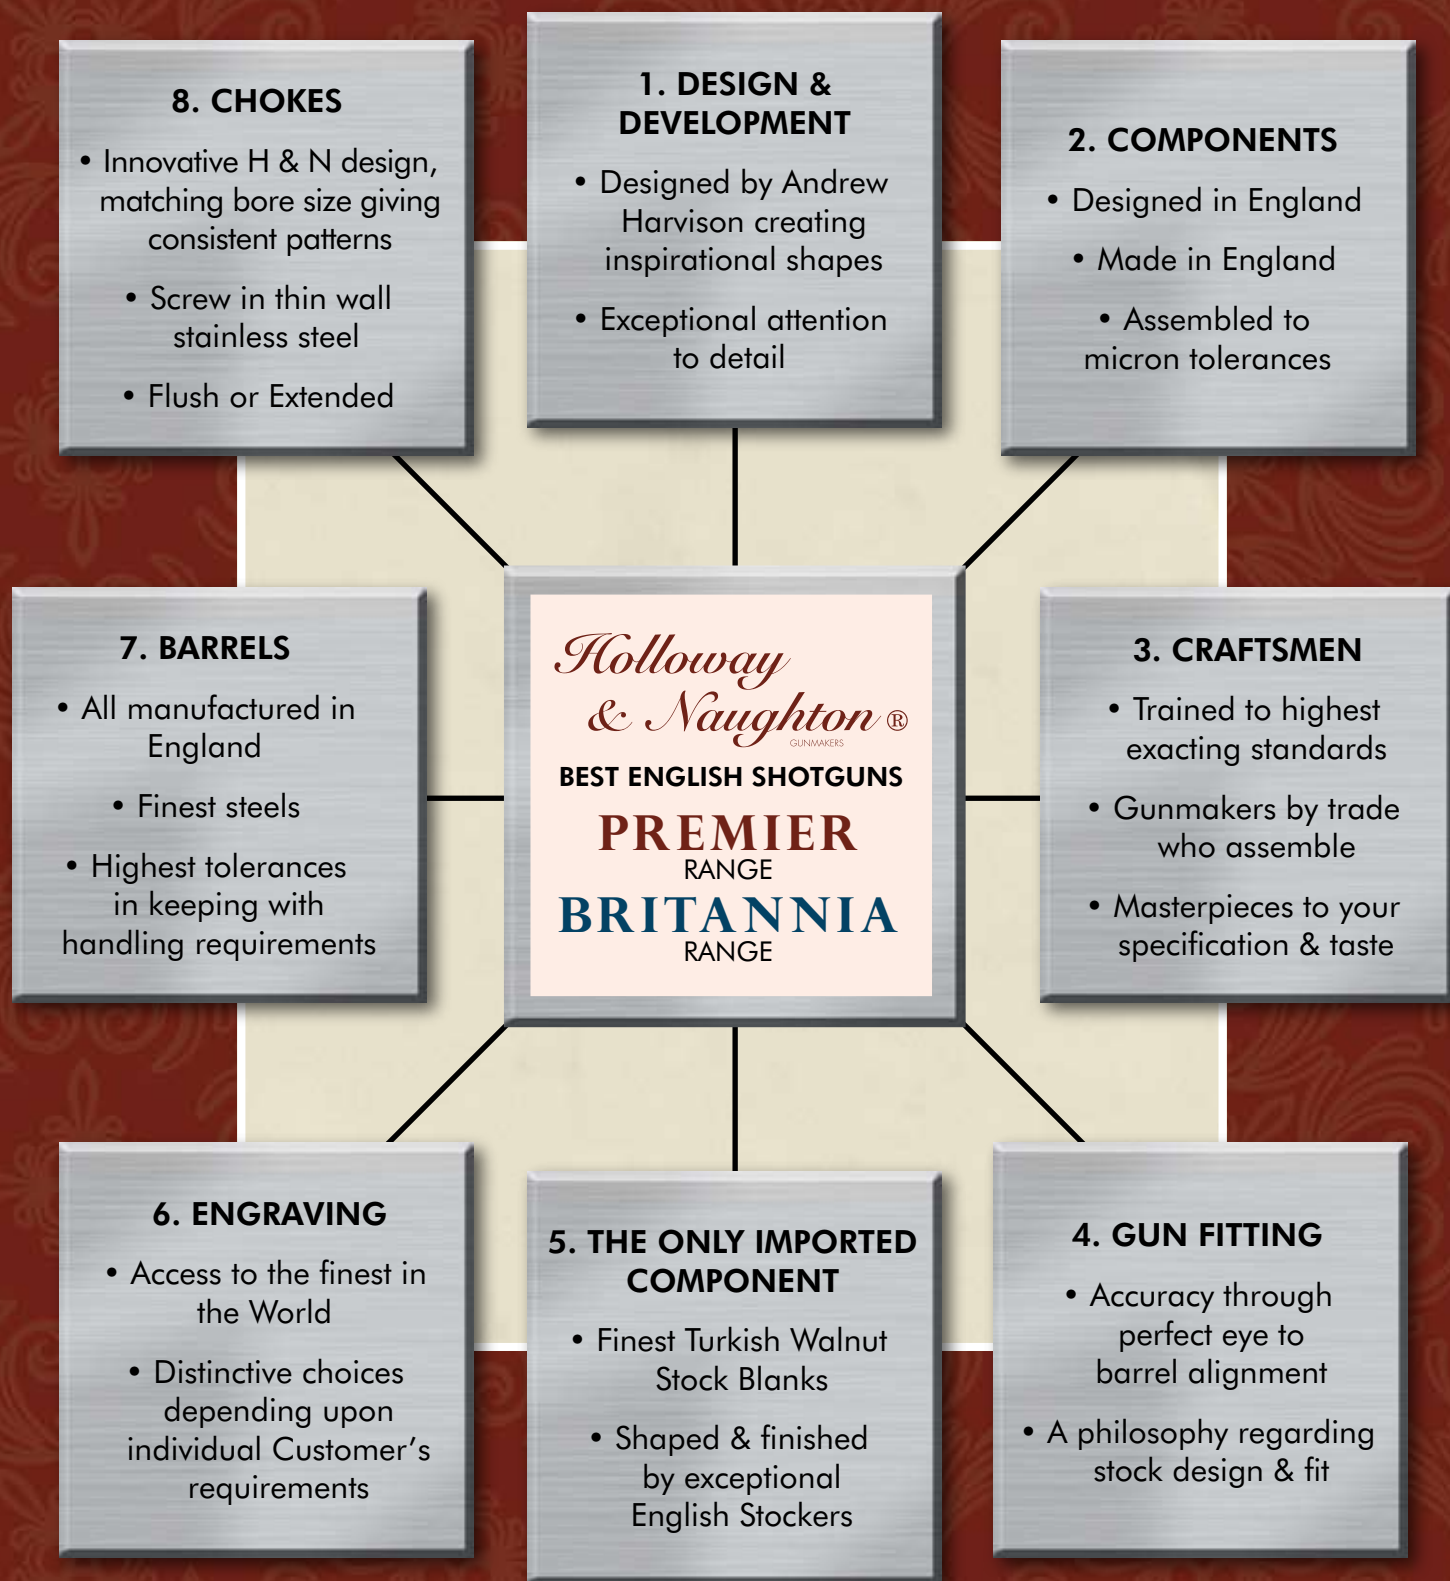 1. DESIGN &
DEVELOPMENT
• Designed by Andrew
Harvison creating
inspirational shapes
• Exceptional attention
to detail
2. COMPONENTS
• Designed in England
• Made in England
• Assembled to
micron tolerances
3. CRAFTSMEN
• Trained to highest
exacting standards
• Gunmakers by trade
who assemble
• Masterpieces to your
specification & taste
4. GUN FITTING
• Accuracy through
perfect eye to
barrel alignment
• A philosophy regarding
stock design & fit
5. THE ONLY IMPORTED
COMPONENT
• Finest Turkish Walnut
Stock Blanks
• Shaped & finished
by exceptional
English Stockers
6. ENGRAVING
• Access to the finest in
the World
• Distinctive choices
depending upon
individual Customer’s
requirements
7. BARRELS
• All manufactured in
England
• Finest steels
• Highest tolerances
in keeping with
handling requirements
8. CHOKES
• Innovative H & N design,
matching bore size giving
consistent patterns
• Screw in thin wall
stainless steel
• Flush or Extended
Holloway
& Naughton ®
GUNMAKERS
BEST ENGLISH SHOTGUNS
PREMIER
RANGE
BRITANNIA
RANGE